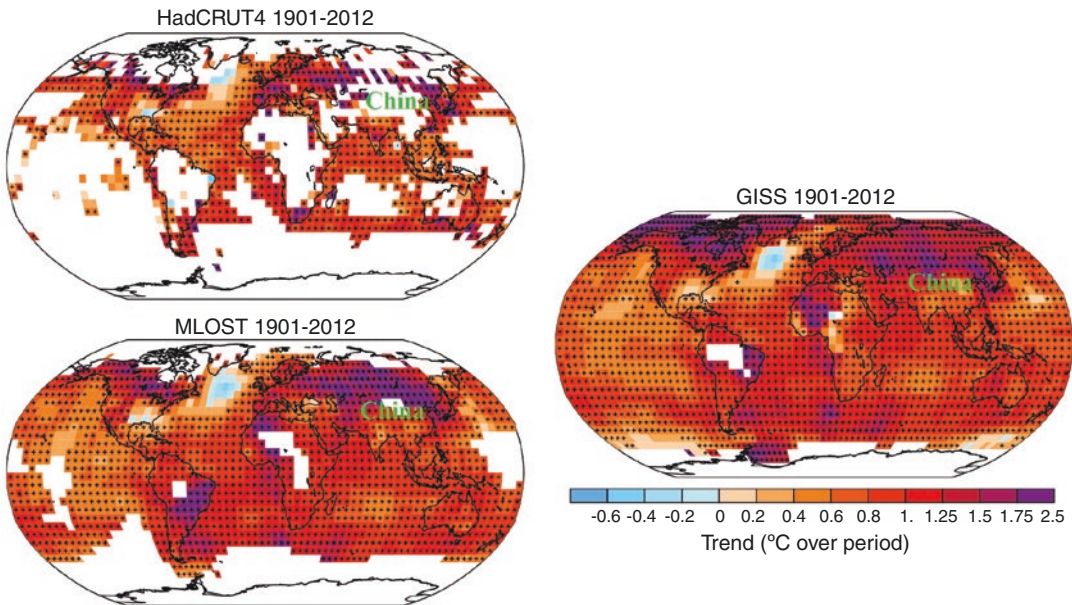 HadCRUT4 1901-2012
China
MLOST 1901-2012
China
GISS 1901-2012
China
-0.6 -0.4 -0.2 0 0.2 0.4 0.6 0.8 1. 1.25 1.5 1.75 2.5
Trend (°C over period)